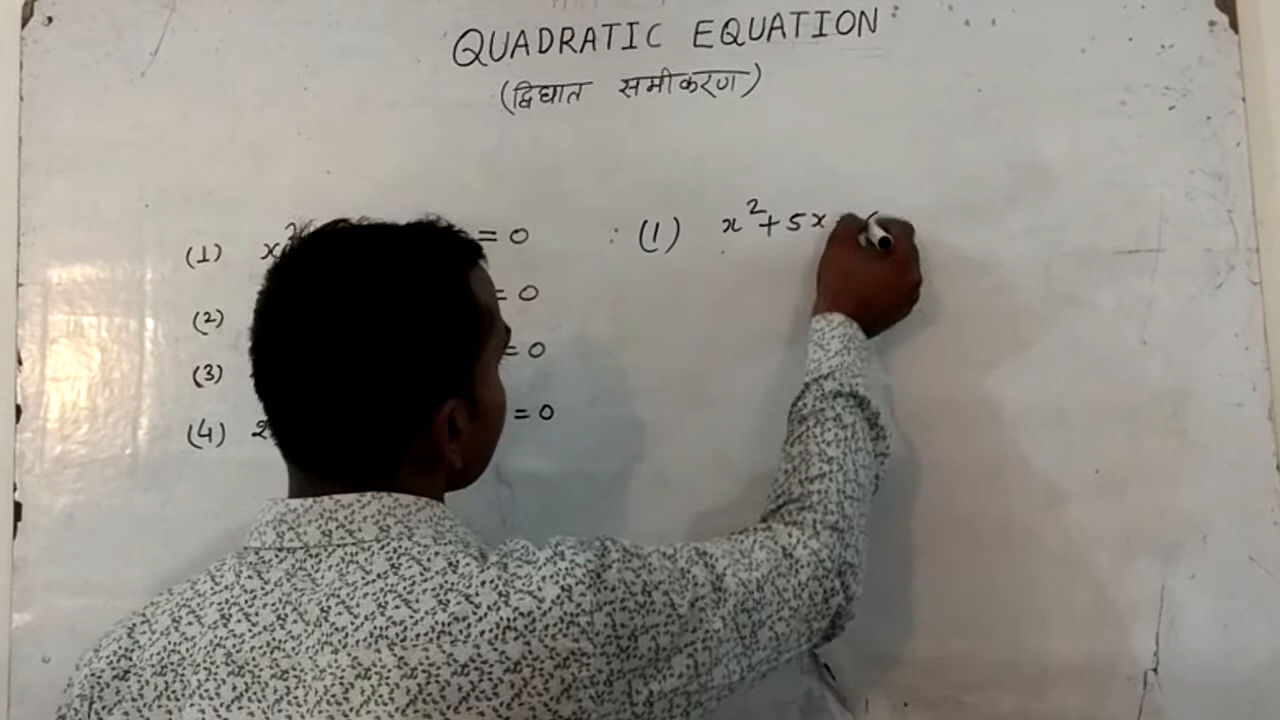 QUADRATIC EQUATION
(द्विघात समीकरण)
(1) x² = 0
(2) = 0
(3) = 0
(4) 2 = 0
(1) x² + 5x